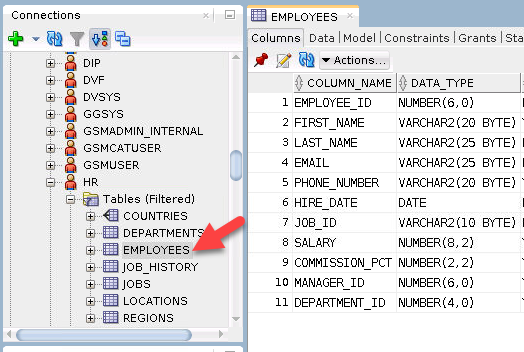 Connections
DIP
DVF
DVSYS
GGSYS
GSMADMIN_INTERNAL
GSMCATUSER
GSMUSER
HR
Tables (Filtered)
COUNTRIES
DEPARTMENTS
EMPLOYEES
JOB_HISTORY
JOBS
LOCATIONS
REGIONS
EMPLOYEES
Columns Data Model Constraints Grants Sta
Actions...
COLUMN_NAME DATA_TYPE
1 EMPLOYEE_ID NUMBER(6,0)
2 FIRST_NAME VARCHAR2(20 BYTE)
3 LAST_NAME VARCHAR2(25 BYTE)
4 EMAIL VARCHAR2(25 BYTE)
5 PHONE_NUMBER VARCHAR2(20 BYTE)
6 HIRE_DATE DATE
7 JOB_ID VARCHAR2(10 BYTE)
8 SALARY NUMBER(8,2)
9 COMMISSION_PCT NUMBER(2,2)
10 MANAGER_ID NUMBER(6,0)
11 DEPARTMENT_ID NUMBER(4,0)